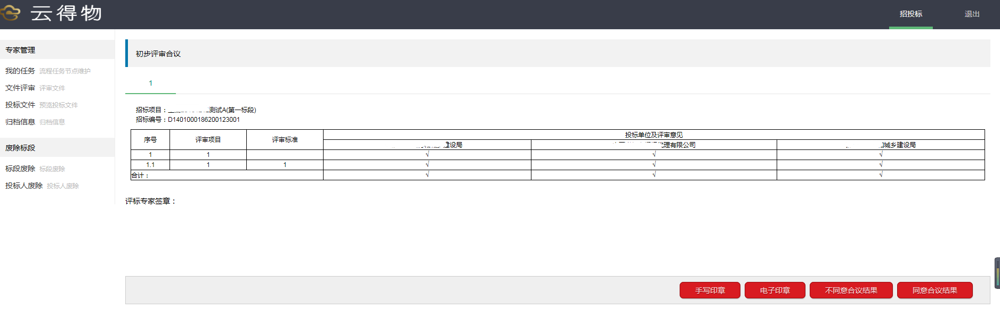 云得物
招投标 退出
专家管理
我的任务 流程任务节点维护
文件评审 评审文件
投标文件 预览投标文件
归档信息 归档信息
废除标段
标段废除 标段废除
投标人废除 投标人废除
初步评审合议
1
招标项目： 测试A(第一标段)
招标编号：D1401000186200123001
序号 评审项目 评审标准 投标单位及评审意见
建设局 代理有限公司 和城乡建设局
1 1 √ √ √
1.1 1 1 √ √ √
合计： √ √ √
评标专家签章：
手写印章 电子印章 不同意合议结果 同意合议结果